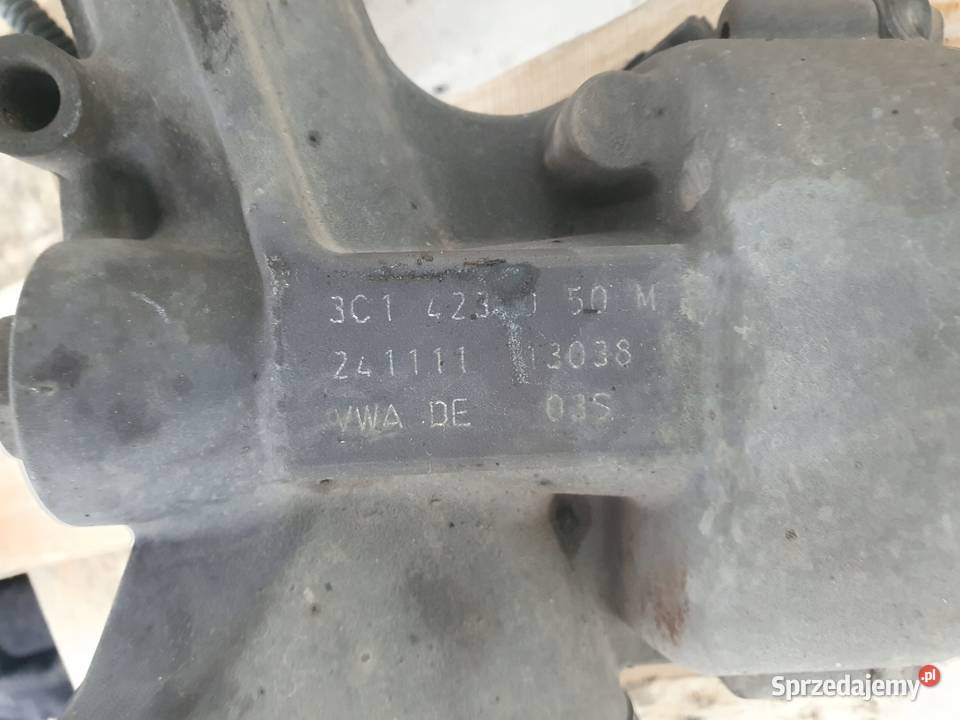 3C1 423 50 M
241111 13038
VWA DE 03S
Sprzedajemy.pl